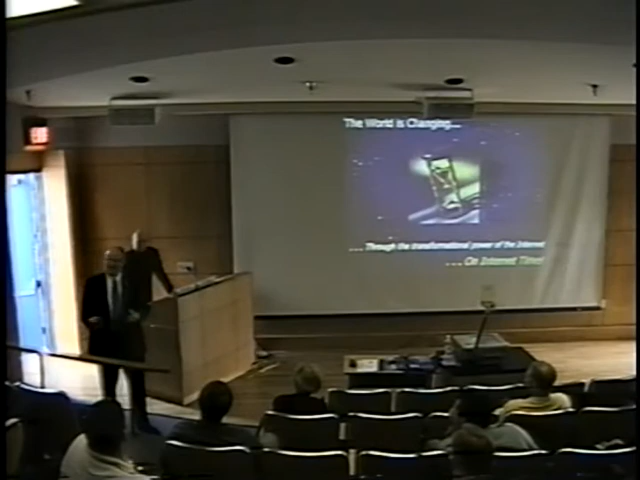 The World is Changing...
... Through the transformational power of the Internet
... On Internet Time